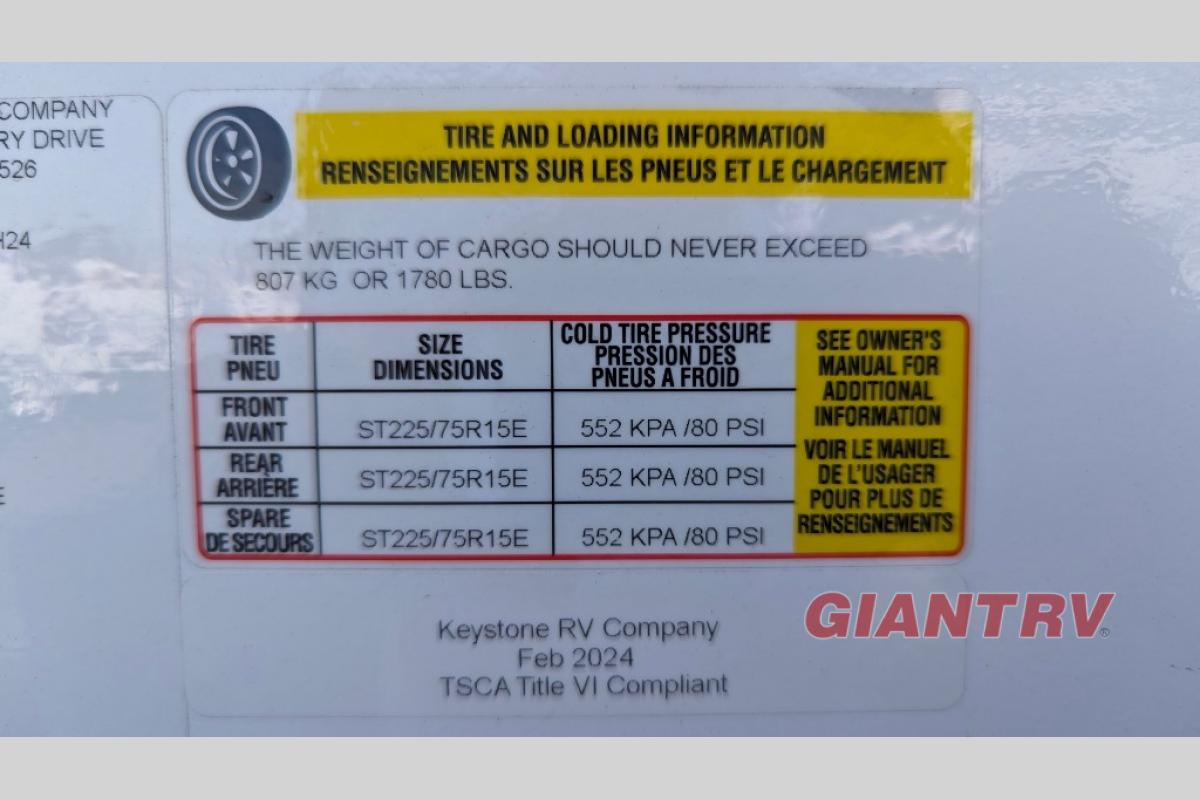 COMPANY
RY DRIVE
526
H24
E
TIRE AND LOADING INFORMATION
RENSEIGNEMENTS SUR LES PNEUS ET LE CHARGEMENT
THE WEIGHT OF CARGO SHOULD NEVER EXCEED
807 KG OR 1780 LBS.
TIRE
PNEU
SIZE
DIMENSIONS
COLD TIRE PRESSURE
PRESSION DES
PNEUS A FROID
FRONT
AVANT
ST225/75R15E
552 KPA /80 PSI
REAR
ARRIÈRE
ST225/75R15E
552 KPA /80 PSI
SPARE
DE SECOURS
ST225/75R15E
552 KPA /80 PSI
SEE OWNER'S
MANUAL FOR
ADDITIONAL
INFORMATION
VOIR LE MANUEL
DE L'USAGER
POUR PLUS DE
RENSEIGNEMENTS
Keystone RV Company
Feb 2024
TSCA Title VI Compliant
GIANTRV®